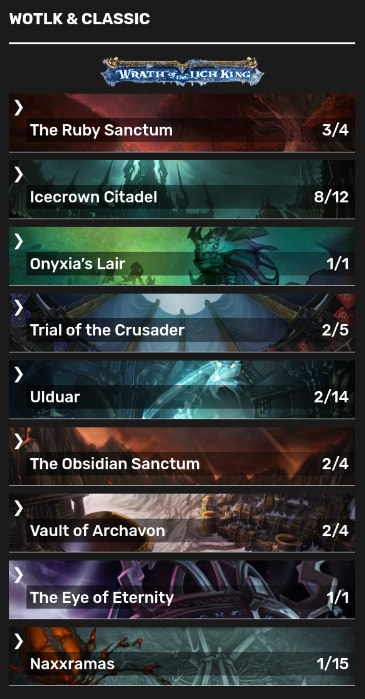 WOTLK & CLASSIC
WRATH OF THE LICH KING
The Ruby Sanctum 3/4
Icecrown Citadel 8/12
Onyxia's Lair 1/1
Trial of the Crusader 2/5
Ulduar 2/14
The Obsidian Sanctum 2/4
Vault of Archavon 2/4
The Eye of Eternity 1/1
Naxxramas 1/15